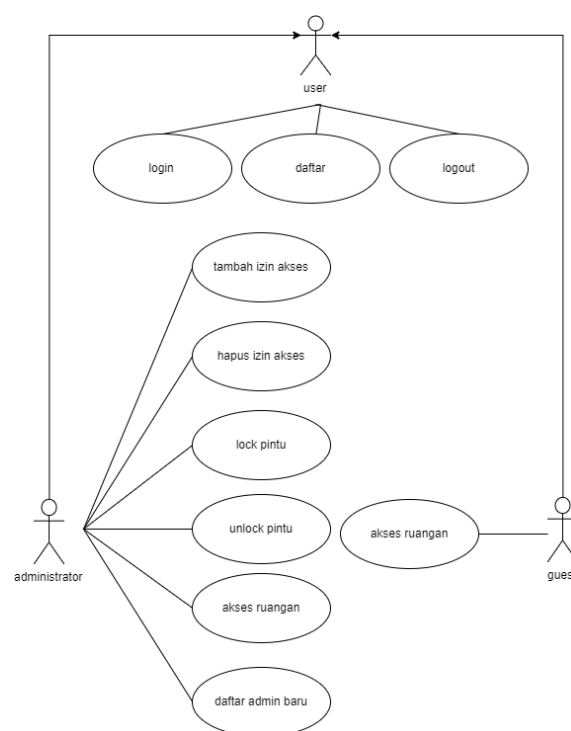 user
login
daftar
logout
tambah izin akses
hapus izin akses
lock pintu
unlock pintu
akses ruangan
akses ruangan
administrator
gues
daftar admin baru